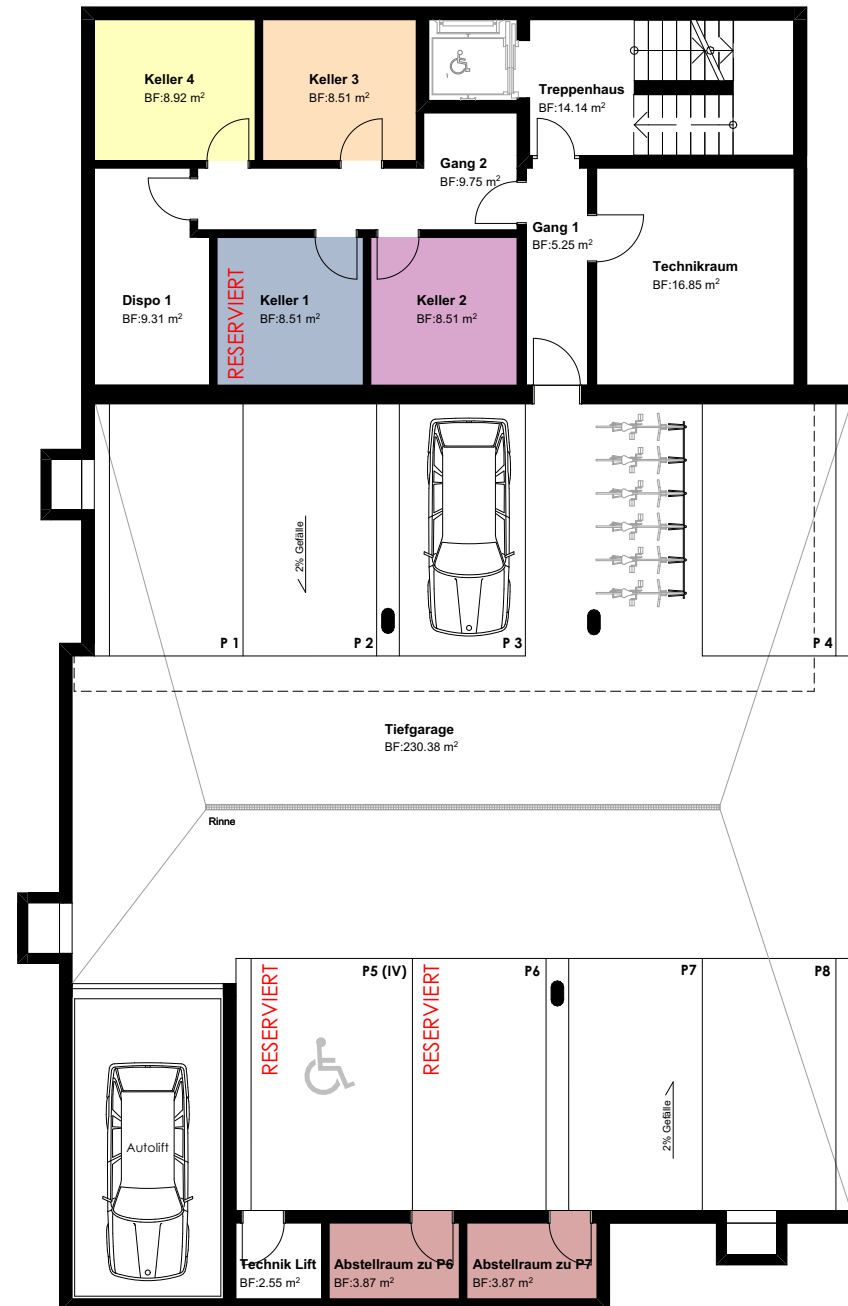 Keller 4
BF:8.92 m²
Keller 3
BF:8.51 m²
Treppenhaus
BF:14.14 m²
Gang 2
BF:9.75 m²
Gang 1
BF:5.25 m²
Technikraum
BF:16.85 m²
Dispo 1
BF:9.31 m²
RESERVIERT
Keller 1
BF:8.51 m²
Keller 2
BF:8.51 m²
2% Gefälle
P 1
P 2
P 3
P 4
Tiefgarage
BF:230.38 m²
Rinne
RESERVIERT
P5 (IV)
RESERVIERT
P6
P7
P8
2% Gefälle
Autolift
Technik Lift
BF:2.55 m²
Abstellraum zu P6
BF:3.87 m²
Abstellraum zu P7
BF:3.87 m²